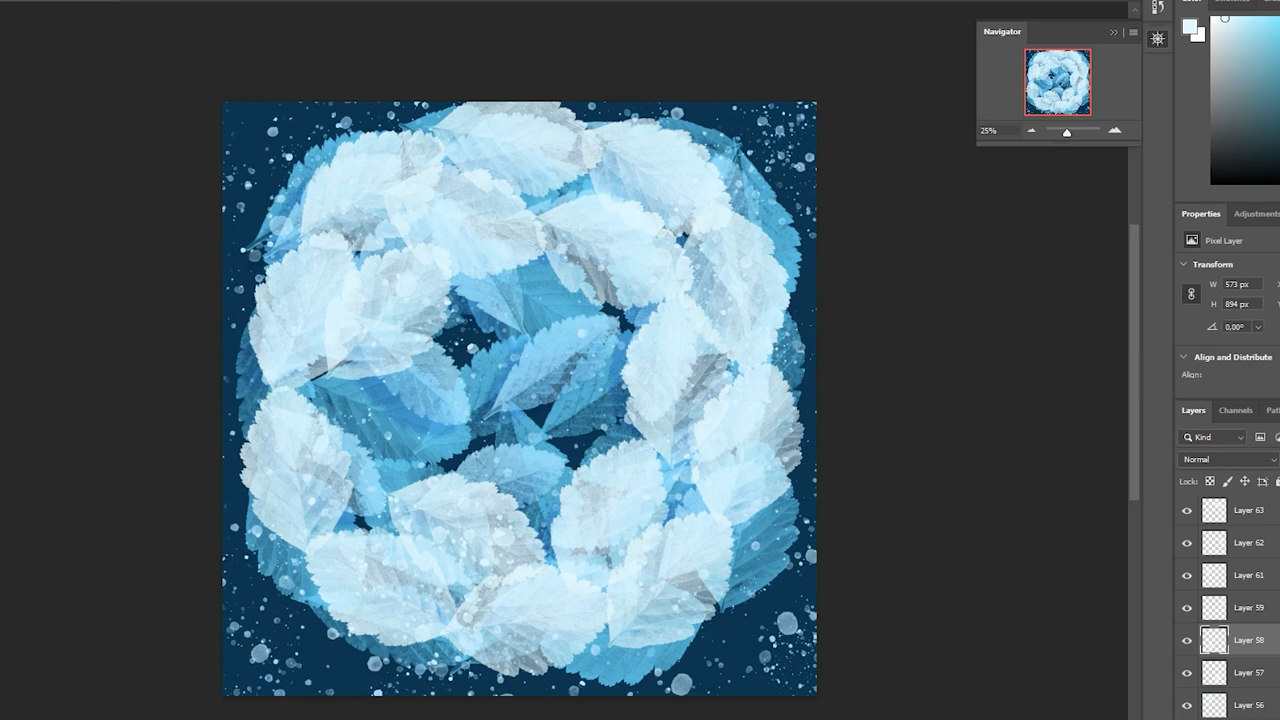 Navigator
25%
Properties
Adjustments
Pixel Layer
Transform
W 573 px
H 894 px
0,00°
Align and Distribute
Align:
Layers Channels
Kind
Normal
Lock:
Layer 63
Layer 62
Layer 61
Layer 59
Layer 58
Layer 57
Layer 56